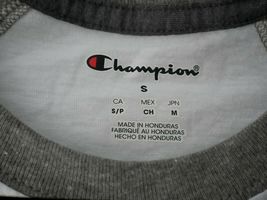 Champion
S
CA MEX JPN
S/P CH M
MADE IN HONDURAS
FABRIQUÉ AU HONDURAS
HECHO EN HONDURAS